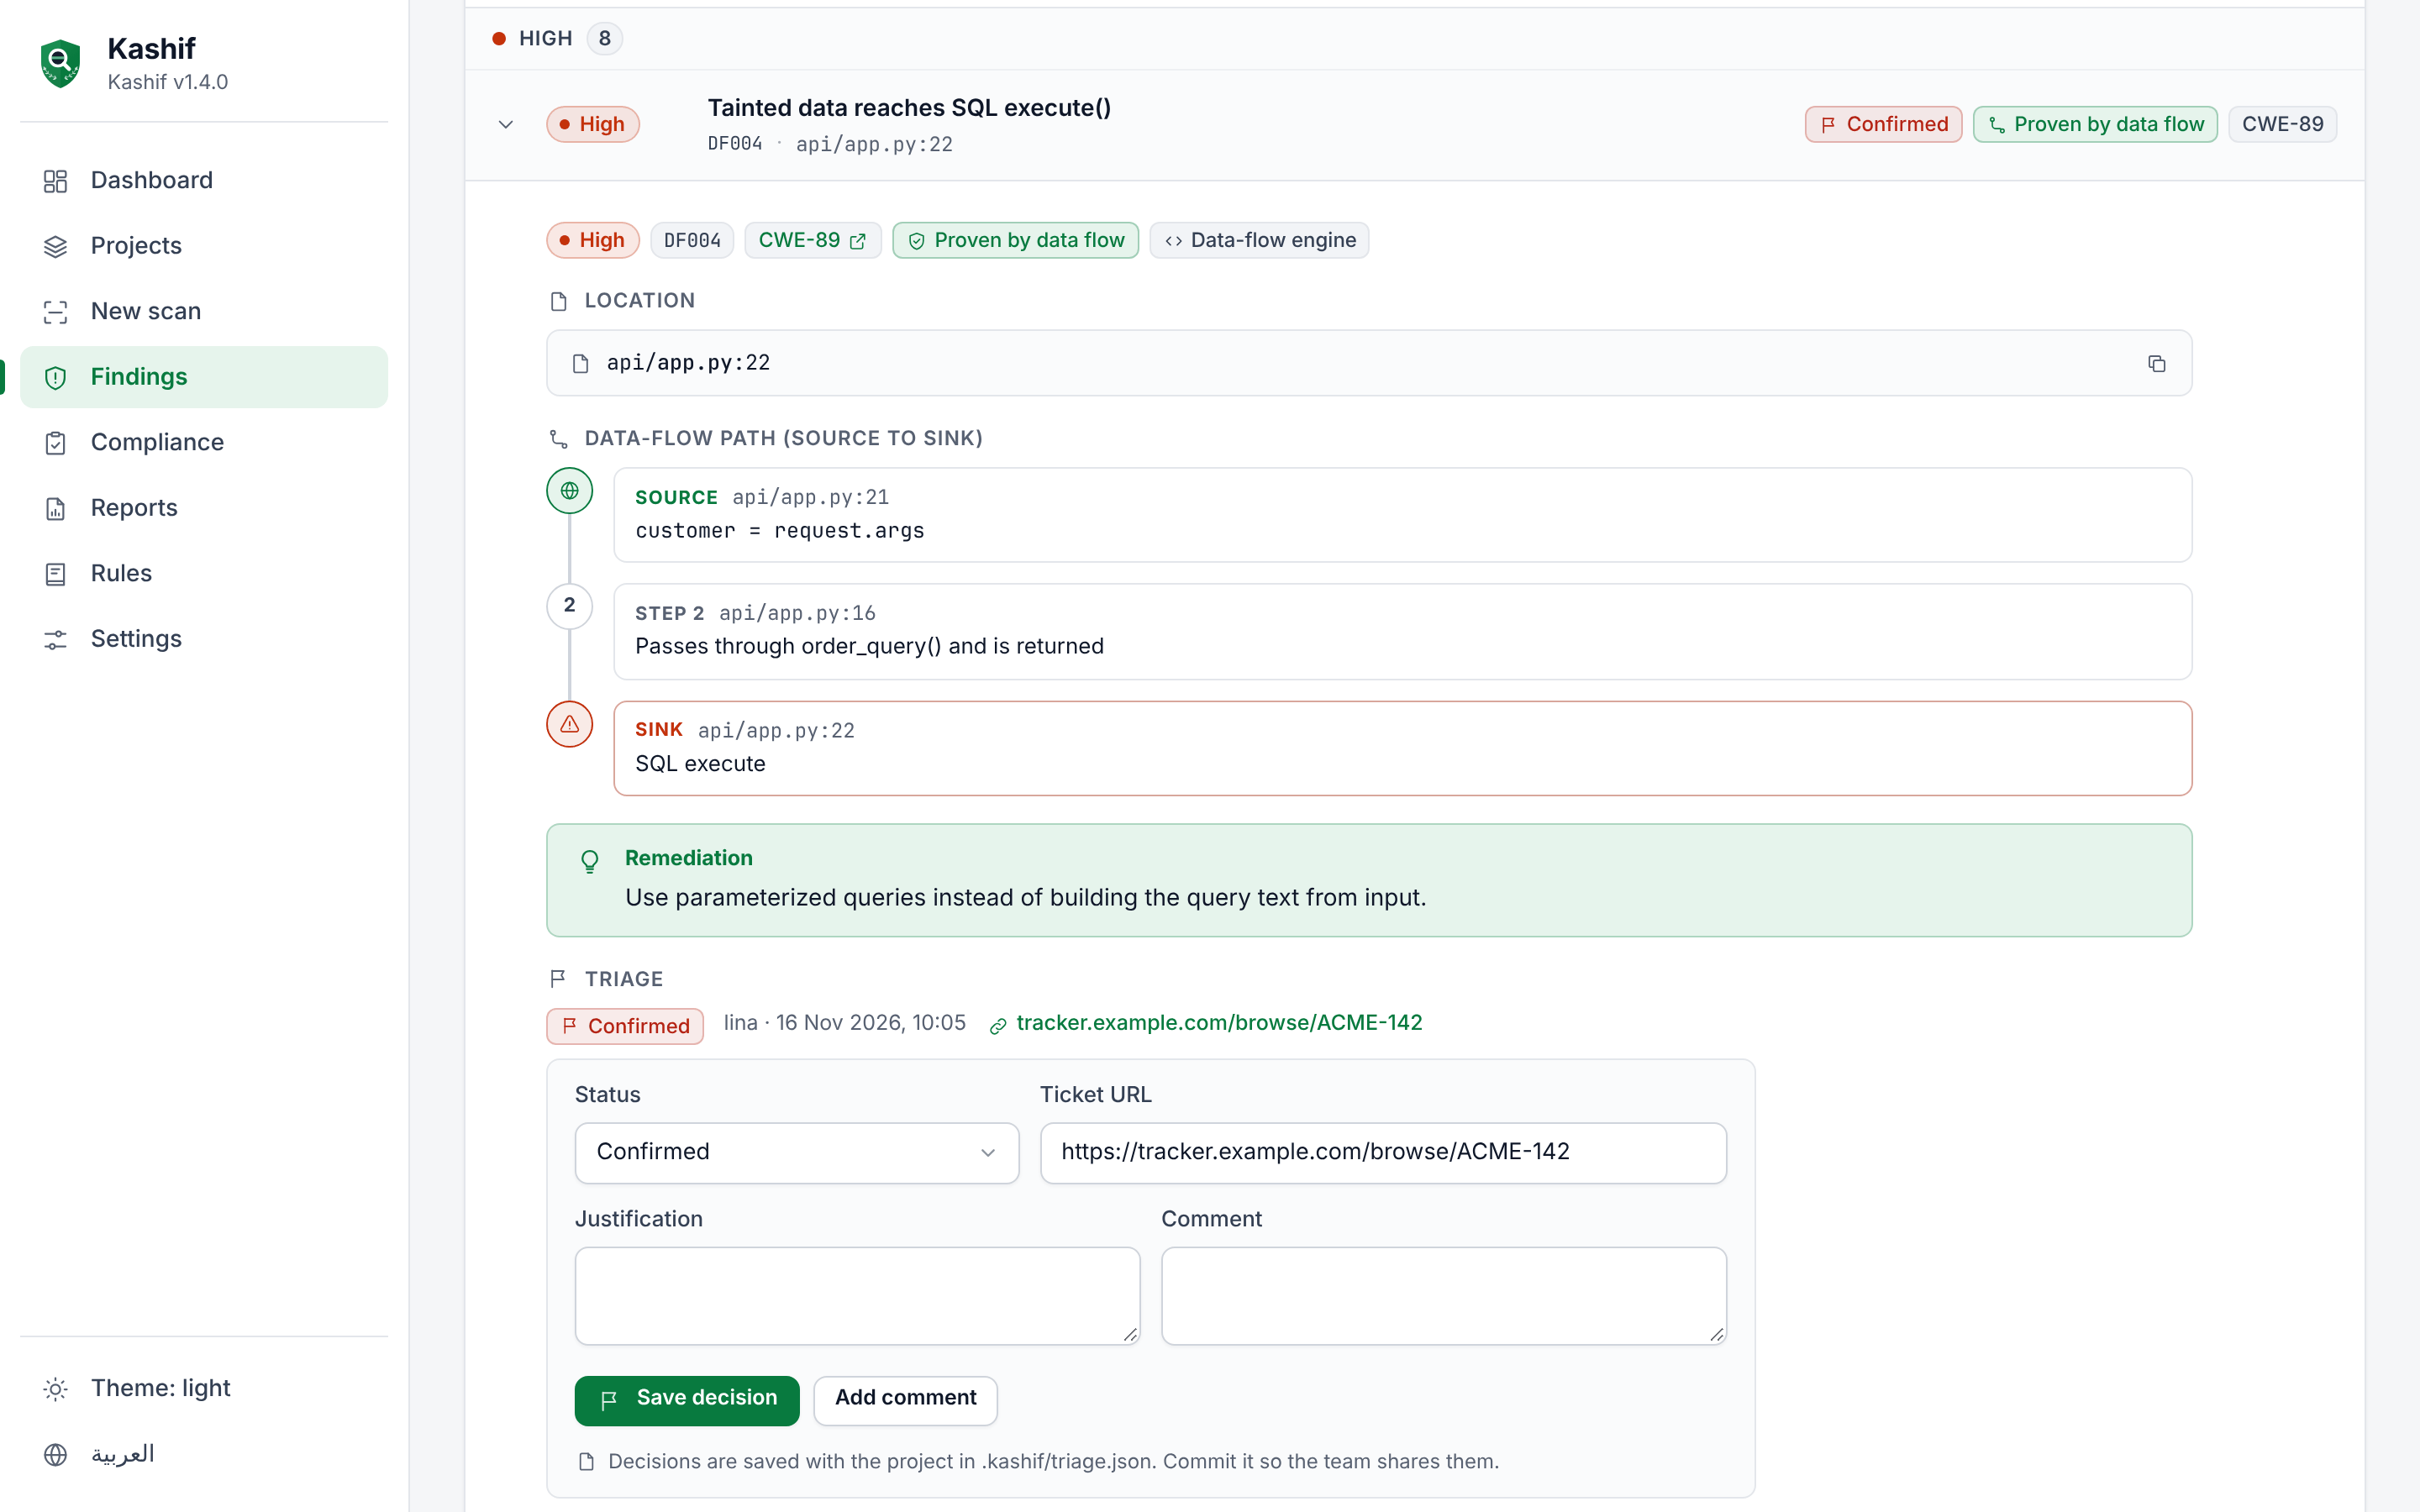 Kashif
Kashif v1.4.0
Dashboard
Projects
New scan
Findings
Compliance
Reports
Rules
Settings
Theme: light
العربية
HIGH 8
High
Tainted data reaches SQL execute()
DF004 · api/app.py:22
Confirmed
Proven by data flow
CWE-89
High DF004 CWE-89 Proven by data flow <> Data-flow engine
LOCATION
api/app.py:22
DATA-FLOW PATH (SOURCE TO SINK)
SOURCE api/app.py:21
customer = request.args
2
STEP 2 api/app.py:16
Passes through order_query() and is returned
SINK api/app.py:22
SQL execute
Remediation
Use parameterized queries instead of building the query text from input.
TRIAGE
Confirmed lina · 16 Nov 2026, 10:05 tracker.example.com/browse/ACME-142
Status
Confirmed
Ticket URL
https://tracker.example.com/browse/ACME-142
Justification
Comment
Save decision
Add comment
Decisions are saved with the project in .kashif/triage.json. Commit it so the team shares them.